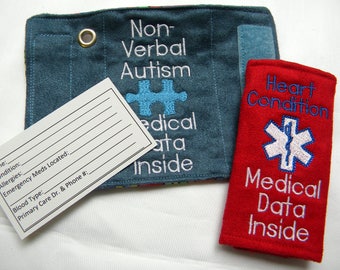 Non-
Verbal
Autism
Medical
Data
Inside
Heart
Condition
Medical
Data
Inside
Condition:
Allergies:
Emergency Meds Located:
Blood Type:
Primary Care Dr. & Phone #: